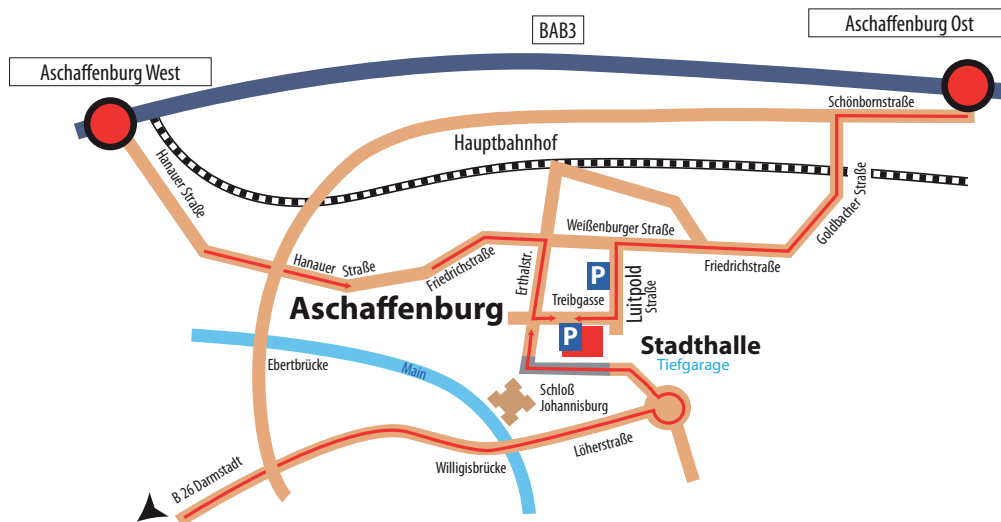 Aschaffenburg Ost
BAB3
Aschaffenburg West
Schönbornstraße
Hauptbahnhof
Hanauer Straße
Goldbacher Straße
Weißenburger Straße
Friedrichstraße
Hanauer Straße
Friedrichstraße
Erthalstr.
P
Luitpold
Straße
Treibgasse
Aschaffenburg
P
Stadthalle
Tiefgarage
Ebertbrücke
Main
Schloß
Johannisburg
Löherstraße
Willigisbrücke
B 26 Darmstadt